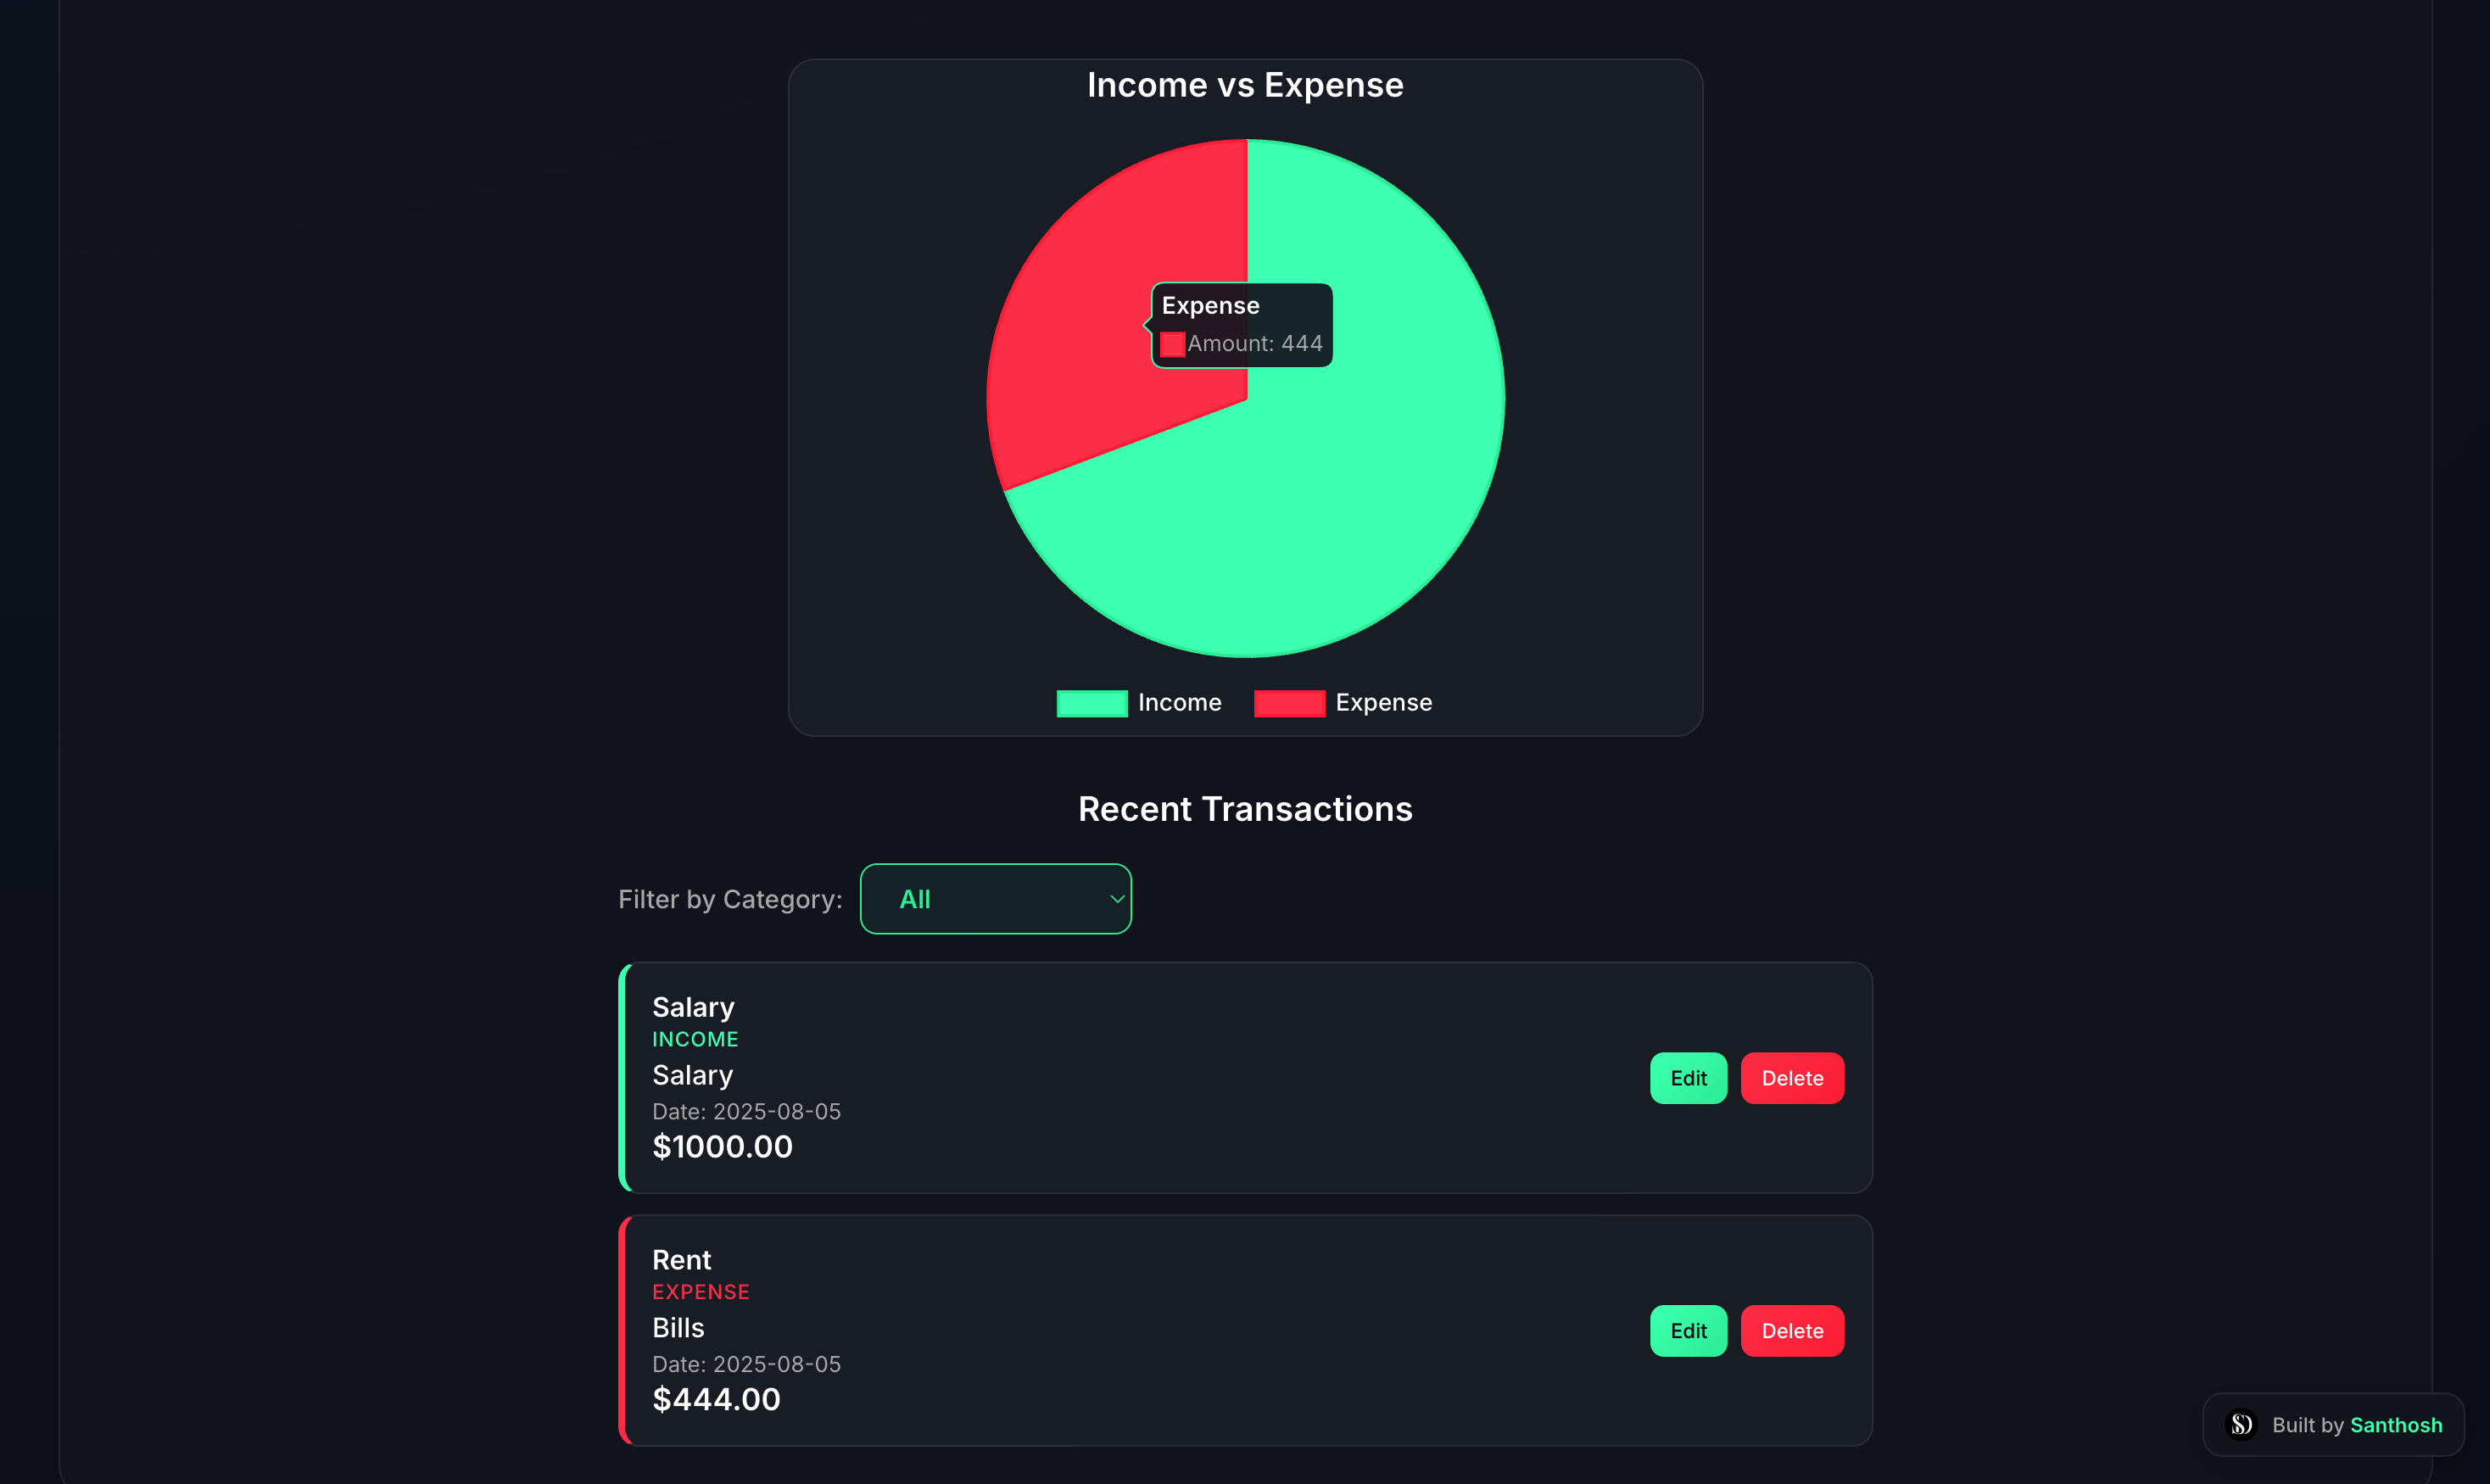 Income vs Expense
Expense
Amount: 444
Income
Expense
Recent Transactions
Filter by Category:
All
Salary
INCOME
Salary
Date: 2025-08-05
$1000.00
Edit
Delete
Rent
EXPENSE
Bills
Date: 2025-08-05
$444.00
Edit
Delete
Built by Santhosh